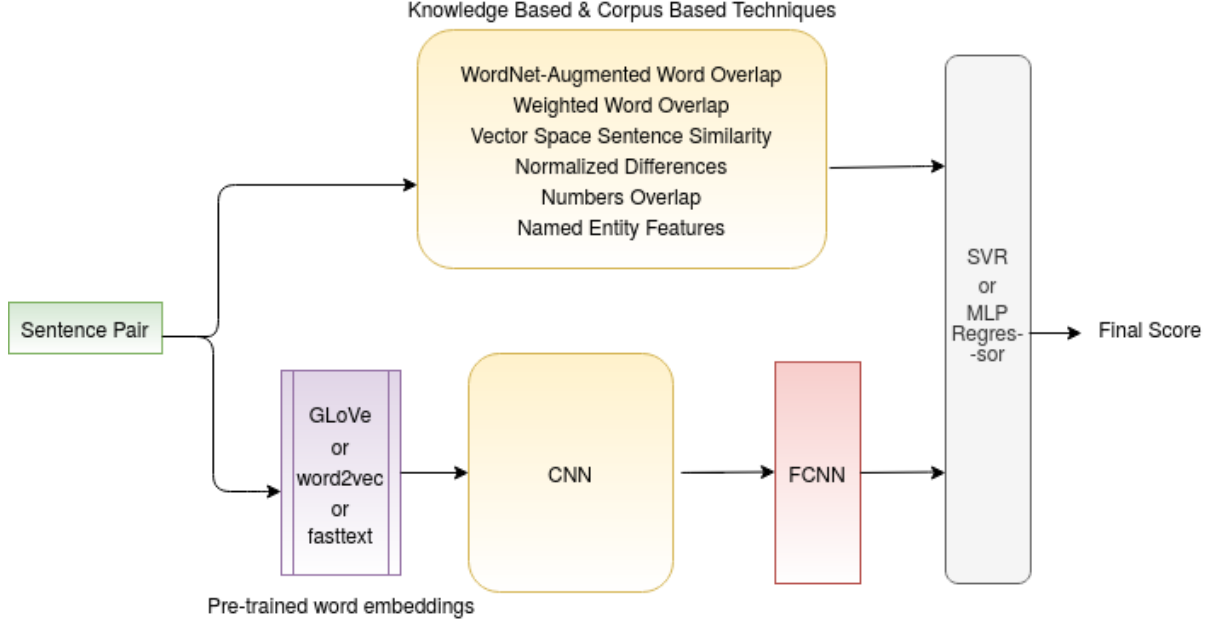 Knowledge Based & Corpus Based Techniques
WordNet-Augmented Word Overlap
Weighted Word Overlap
Vector Space Sentence Similarity
Normalized Differences
Numbers Overlap
Named Entity Features
Sentence Pair
GLoVe
or
word2vec
or
fasttext
Pre-trained word embeddings
CNN
FCNN
SVR
or
MLP
Regres--
-sor
Final Score